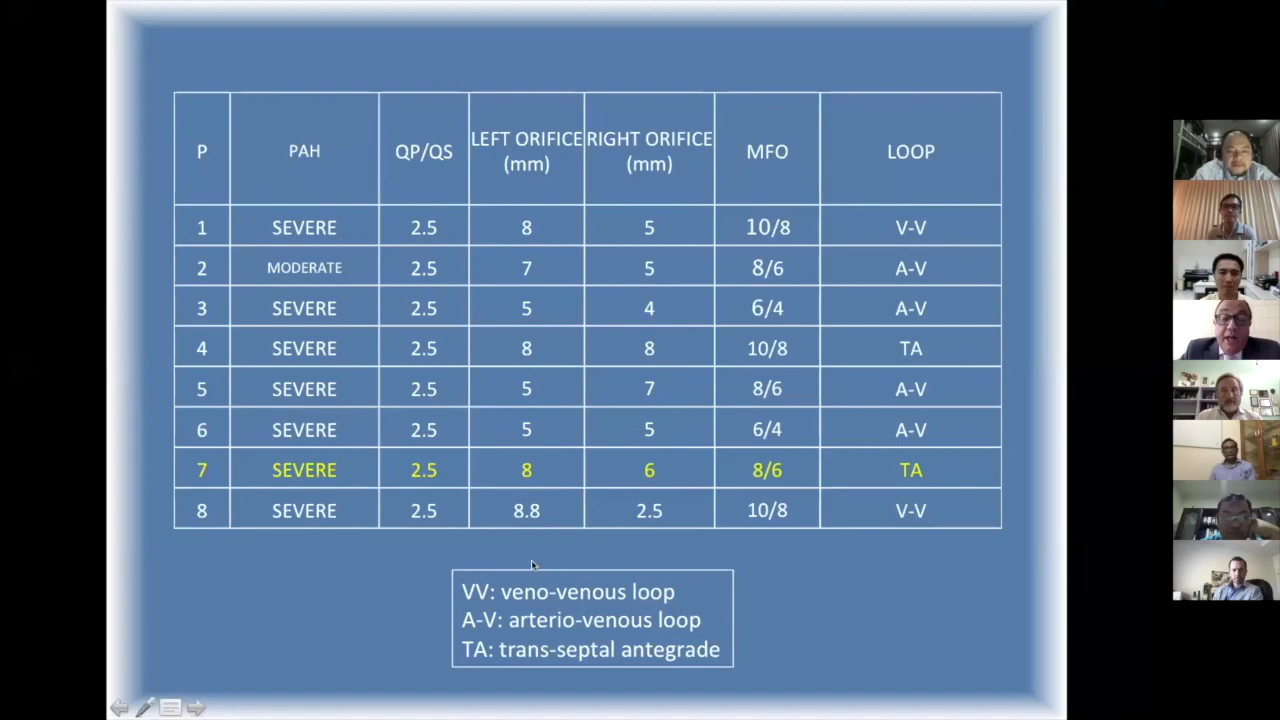 P PAH QP/QS LEFT ORIFICE (mm) RIGHT ORIFICE (mm) MFO LOOP
1 SEVERE 2.5 8 5 10/8 V-V
2 MODERATE 2.5 7 5 8/6 A-V
3 SEVERE 2.5 5 4 6/4 A-V
4 SEVERE 2.5 8 8 10/8 TA
5 SEVERE 2.5 5 7 8/6 A-V
6 SEVERE 2.5 5 5 6/4 A-V
7 SEVERE 2.5 8 6 8/6 TA
8 SEVERE 2.5 8.8 2.5 10/8 V-V
VV: veno-venous loop
A-V: arterio-venous loop
TA: trans-septal antegrade